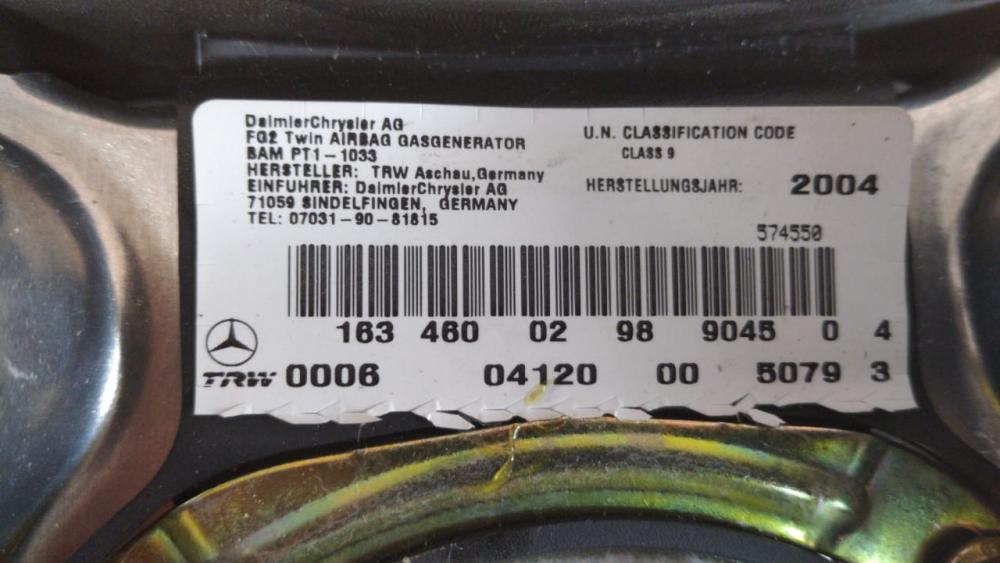 DaimlerChrysler AG
FG2 Twin AIRBAG GASGENERATOR
BAM PT1-1033
HERSTELLER: TRW Aschau,Germany
EINFUHRER: DaimlerChrysler AG
71059 SINDELFINGEN, GERMANY
TEL: 07031-90-81815
U.N. CLASSIFICATION CODE
CLASS 9
HERSTELLUNGSJAHR: 2004
574550
163 460 02 98 9045 0 4
TRW 0006 04120 00 5079 3